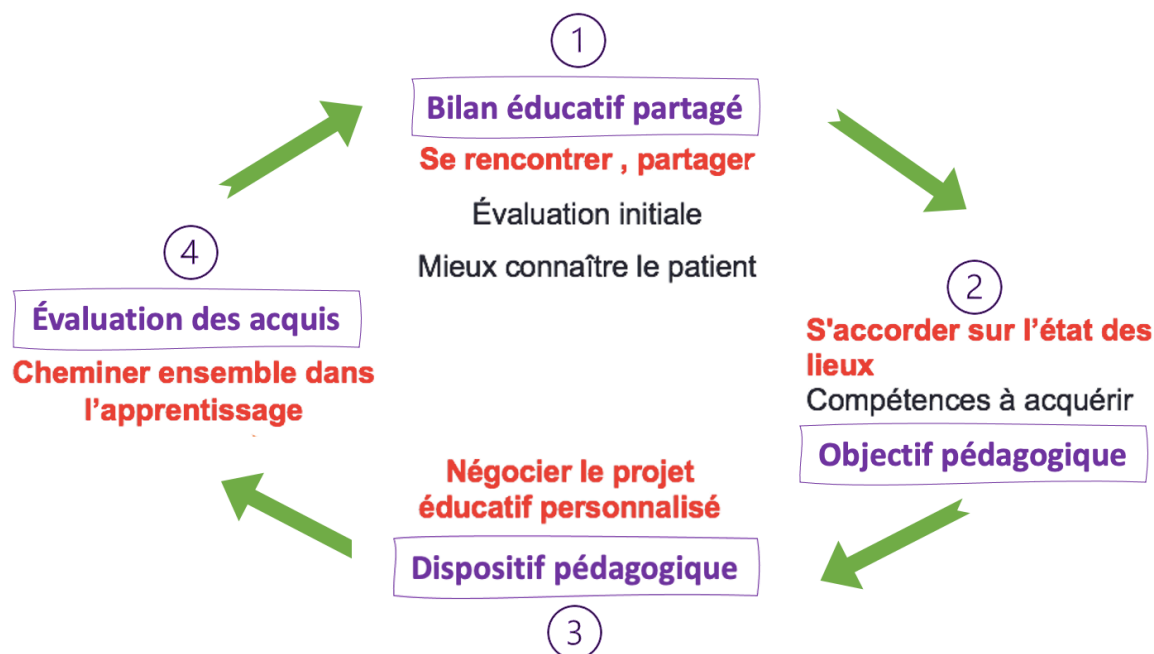 1
Bilan éducatif partagé
Se rencontrer , partager
Évaluation initiale
Mieux connaître le patient
2
S'accorder sur l’état des
lieux
Compétences à acquérir
Objectif pédagogique
Négocier le projet
éducatif personnalisé
Dispositif pédagogique
3
4
Évaluation des acquis
Cheminer ensemble dans
l’apprentissage